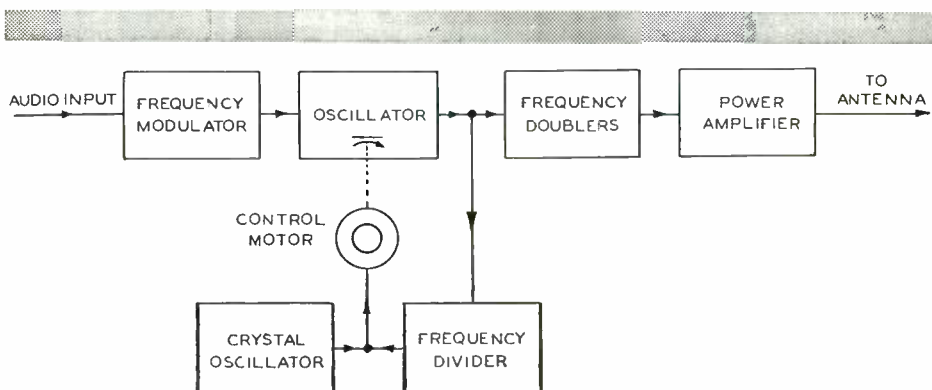 AUDIO INPUT
FREQUENCY
MODULATOR
OSCILLATOR
FREQUENCY
DOUBLERS
POWER
AMPLIFIER
TO
ANTENNA
CONTROL
MOTOR
CRYSTAL
OSCILLATOR
FREQUENCY
DIVIDER